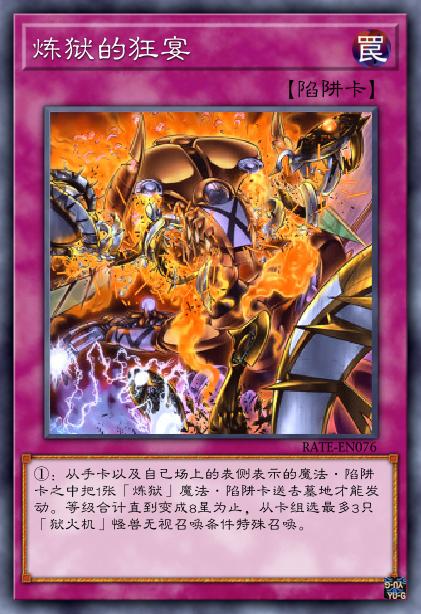 炼狱的狂宴
罠
【陷阱卡】
RATE-EN076
①：从手卡以及自己场上的表侧表示的魔法·陷阱
卡之中把1张「炼狱」魔法·陷阱卡送去墓地才能发
动。等级合计直到变成8星为止，从卡组选最多3只
「狱火机」怪兽无视召唤条件特殊召唤。
YU-G